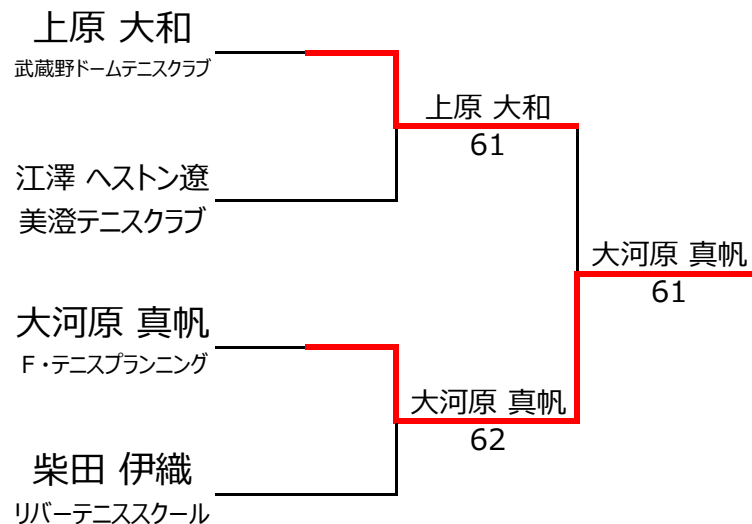 上原 大和
武蔵野ドームテニスクラブ
上原 大和
61
江澤 ヘストン遼
美澄テニスクラブ
大河原 真帆
61
大河原 真帆
F・テニスプランニング
大河原 真帆
62
柴田 伊織
リバーテニススクール